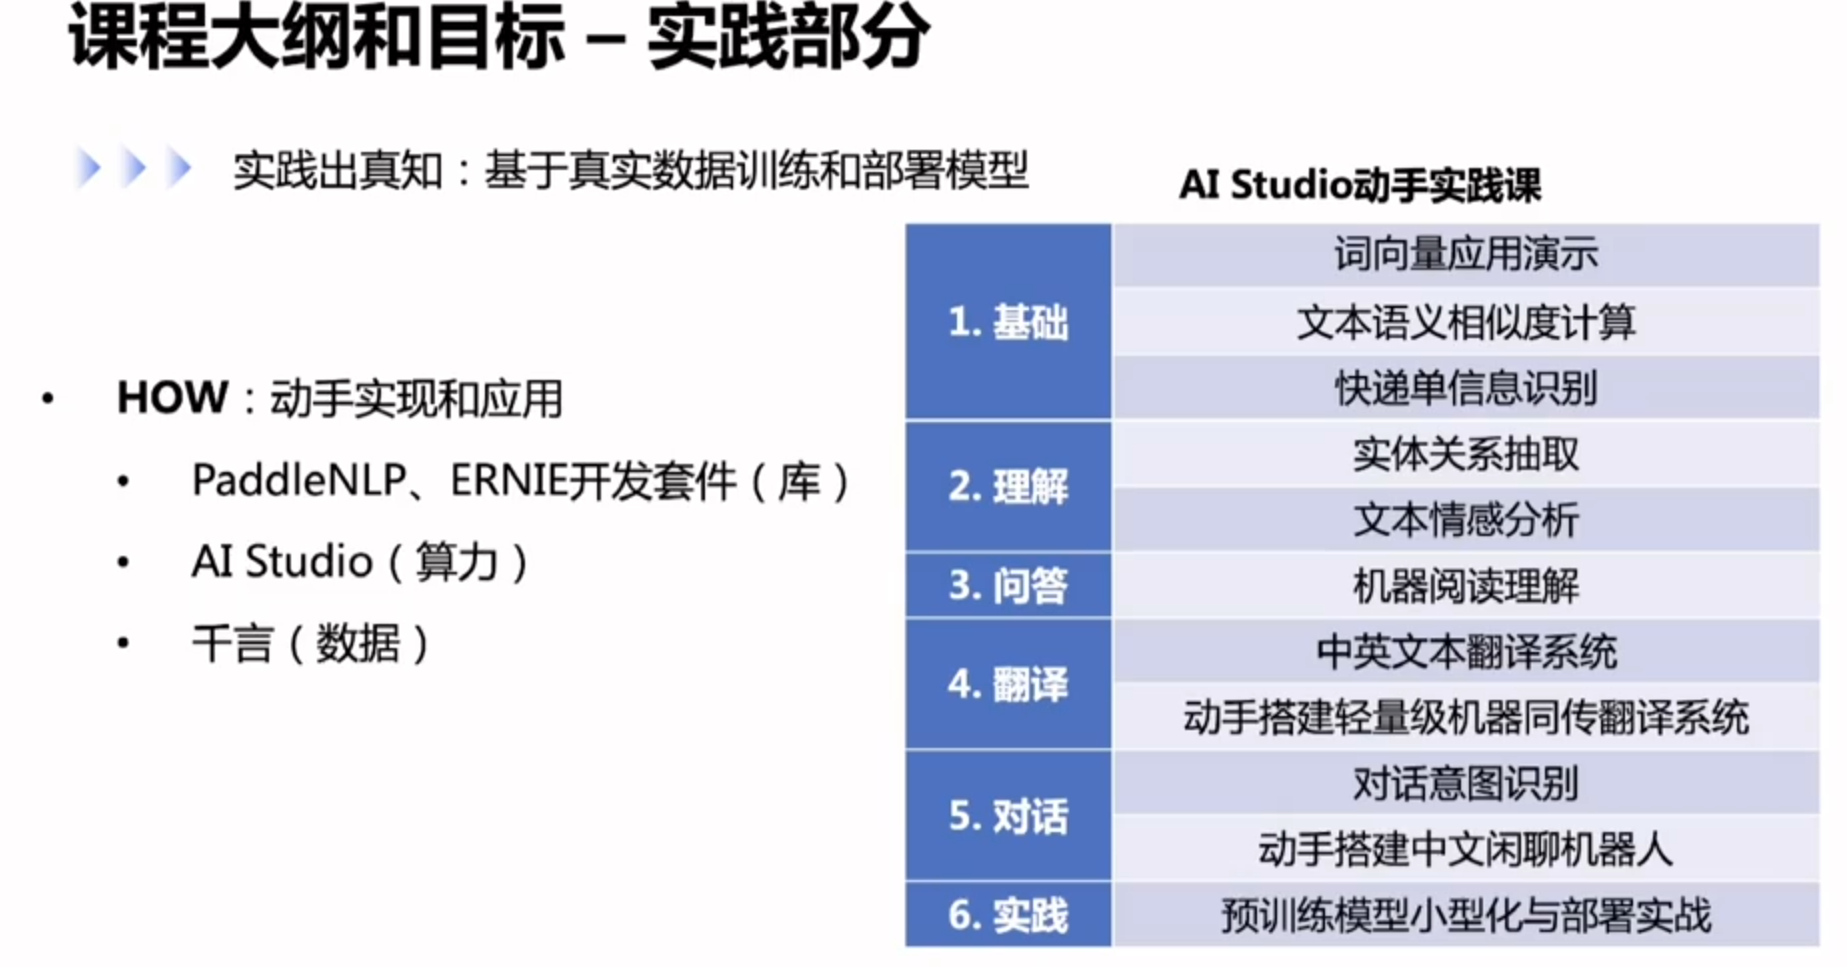 课程大纲和目标 – 实践部分
实践出真知：基于真实数据训练和部署模型
• HOW：动手实现和应用
• PaddleNLP、ERNIE开发套件（库）
• AI Studio（算力）
• 千言（数据）
AI Studio动手实践课
1. 基础
词向量应用演示
文本语义相似度计算
快递单信息识别
2. 理解
实体关系抽取
文本情感分析
3. 问答
机器阅读理解
4. 翻译
中英文本翻译系统
动手搭建轻量级机器同传翻译系统
5. 对话
对话意图识别
动手搭建中文闲聊机器人
6. 实践
预训练模型小型化与部署实战